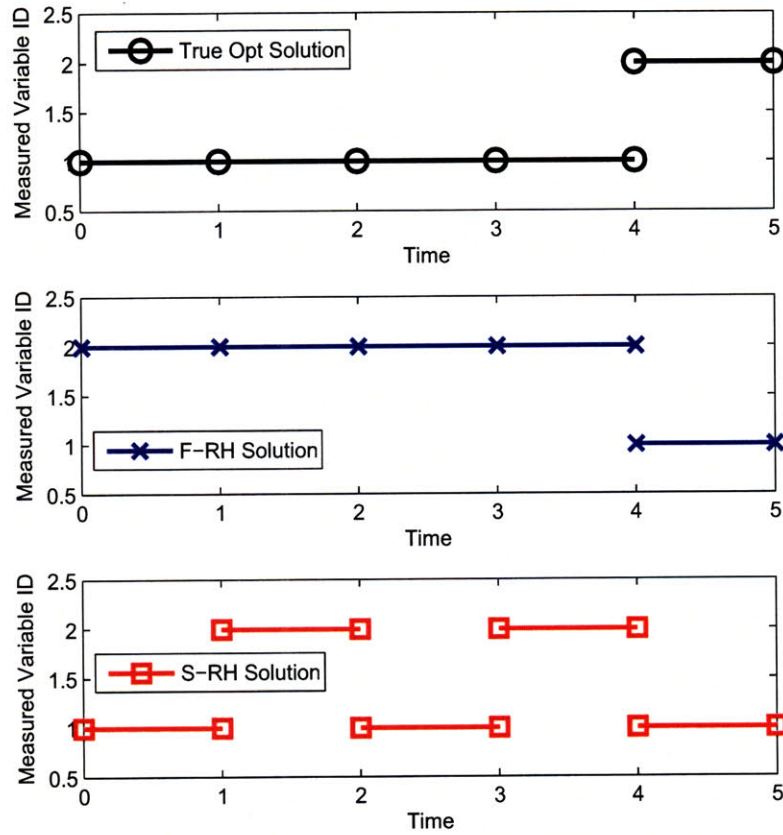 Measured Variable ID
2.5
2
1.5
1
0.5
True Opt Solution
0 1 2 3 4 5
Time
Measured Variable ID
2.5
2
1.5
1
0.5
F-RH Solution
0 1 2 3 4 5
Time
Measured Variable ID
2.5
2
1.5
1
0.5
S-RH Solution
0 1 2 3 4 5
Time